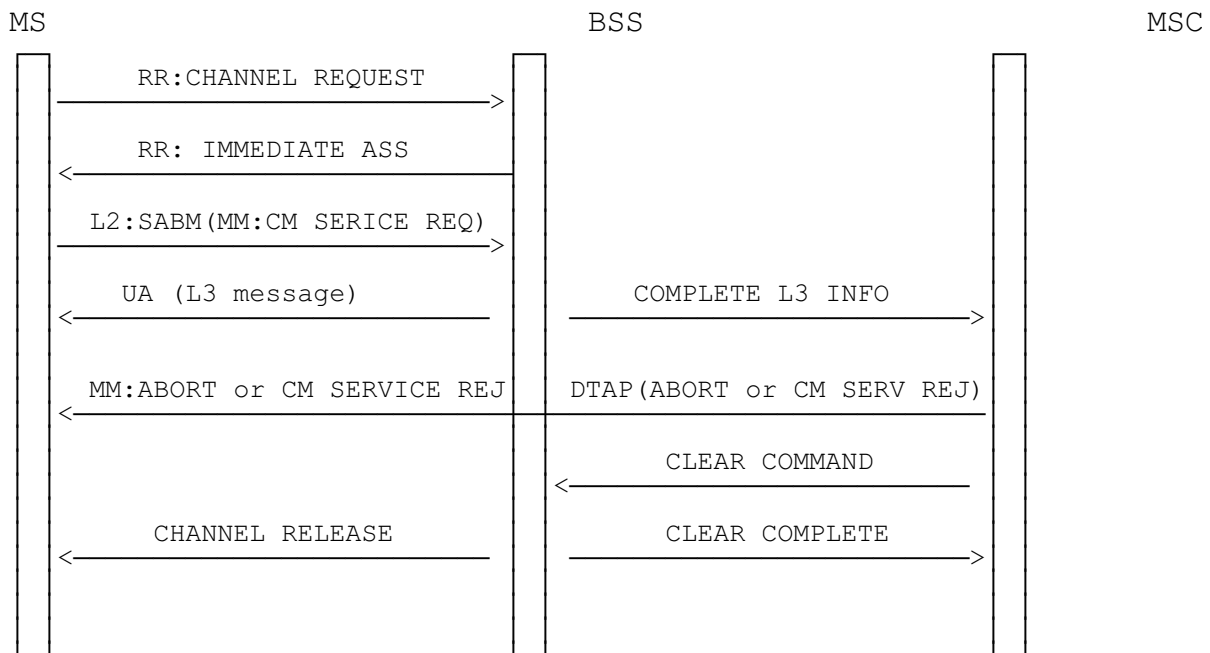 MS BSS MSC
RR:CHANNEL REQUEST
RR: IMMEDIATE ASS
L2:SABM(MM:CM SERICE REQ)
UA (L3 message) COMPLETE L3 INFO
MM:ABORT or CM SERVICE REJ DTAP(ABORT or CM SERV REJ)
CLEAR COMMAND
CHANNEL RELEASE CLEAR COMPLETE